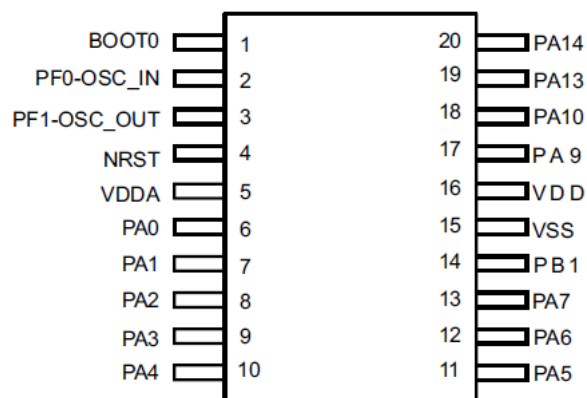 BOOT0 1 20 PA14
PF0-OSC_IN 2 19 PA13
PF1-OSC_OUT 3 18 PA10
NRST 4 17 PA9
VDDA 5 16 VDD
PA0 6 15 VSS
PA1 7 14 PB1
PA2 8 13 PA7
PA3 9 12 PA6
PA4 10 11 PA5